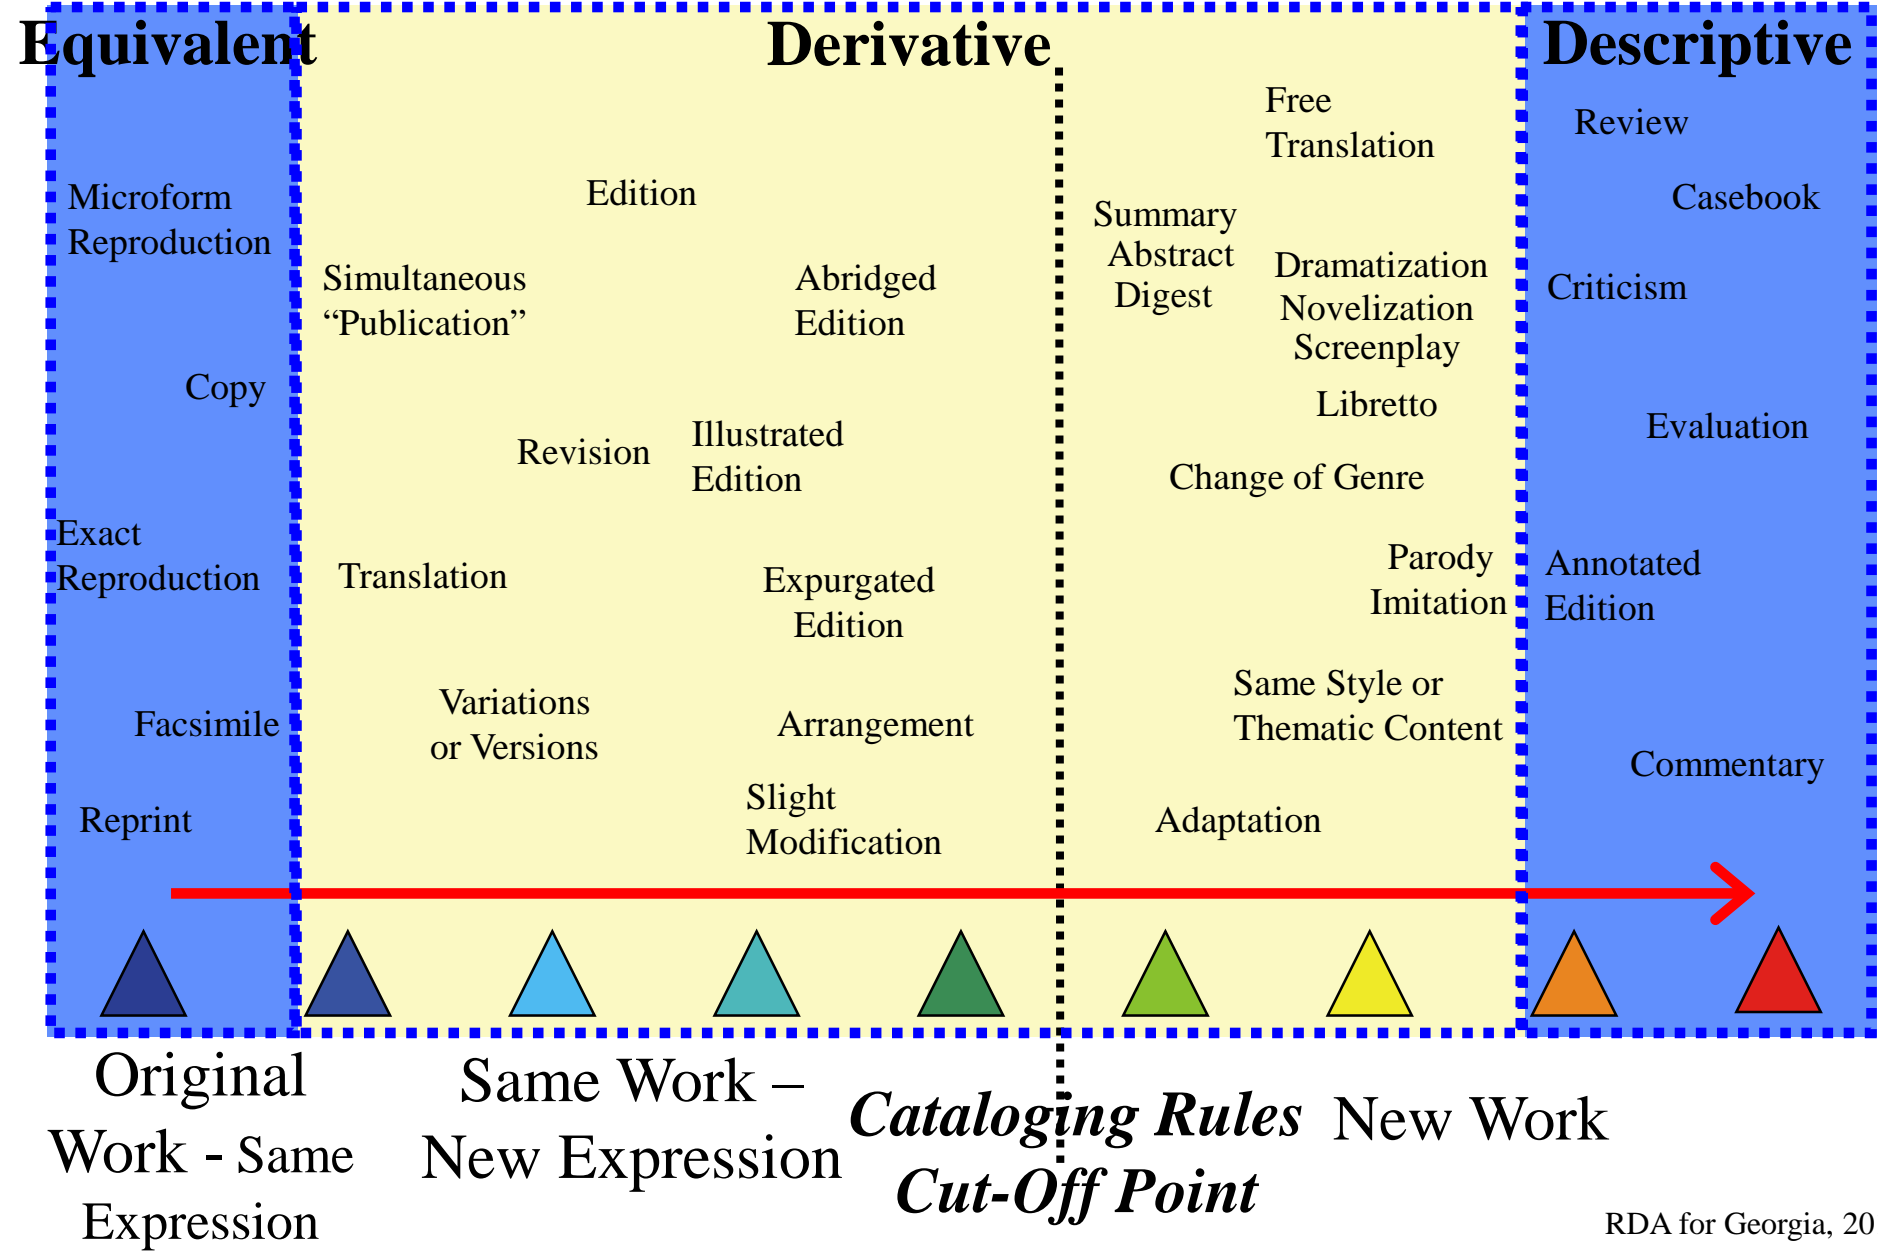 Equivalent
Derivative
Descriptive
Microform
Reproduction
Copy
Exact
Reproduction
Facsimile
Reprint
Edition
Simultaneous
“Publication”
Abridged
Edition
Revision
Illustrated
Edition
Translation
Expurgated
Edition
Variations
or Versions
Arrangement
Slight
Modification
Free
Translation
Summary
Abstract
Digest
Dramatization
Novelization
Screenplay
Libretto
Change of Genre
Parody
Imitation
Same Style or
Thematic Content
Adaptation
Review
Casebook
Criticism
Evaluation
Annotated
Edition
Commentary
Original
Work - Same
Expression
Same Work –
New Expression
Cataloging Rules
Cut-Off Point
New Work
RDA for Georgia, 20